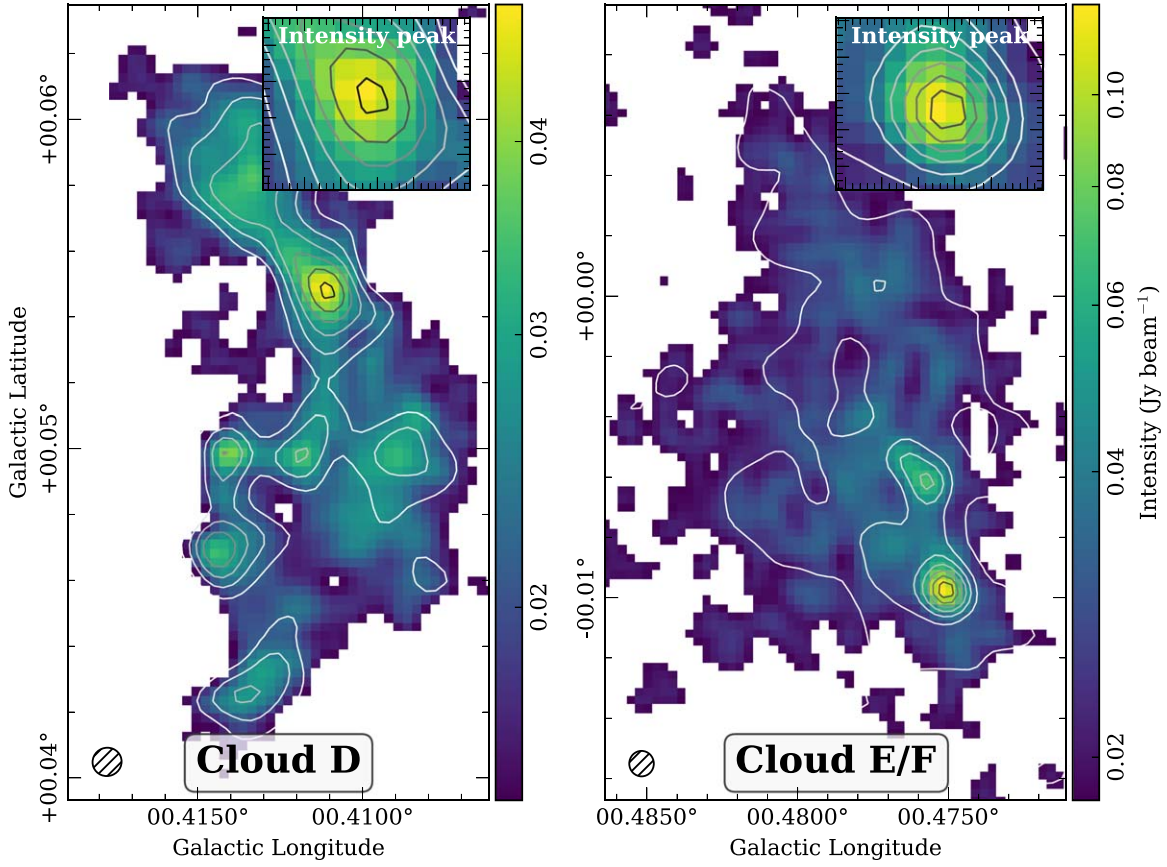 Intensity peak
Intensity peak
+00.06°
+00.05°
+00.04°
Galactic Latitude
00.4150°
00.4100°
Galactic Longitude
Cloud D
0.04
0.03
0.02
+00.00°
-00.01°
00.4850°
00.4800°
00.4750°
Galactic Longitude
Cloud E/F
0.10
0.08
0.06
0.04
0.02
Intensity (Jy beam⁻¹)